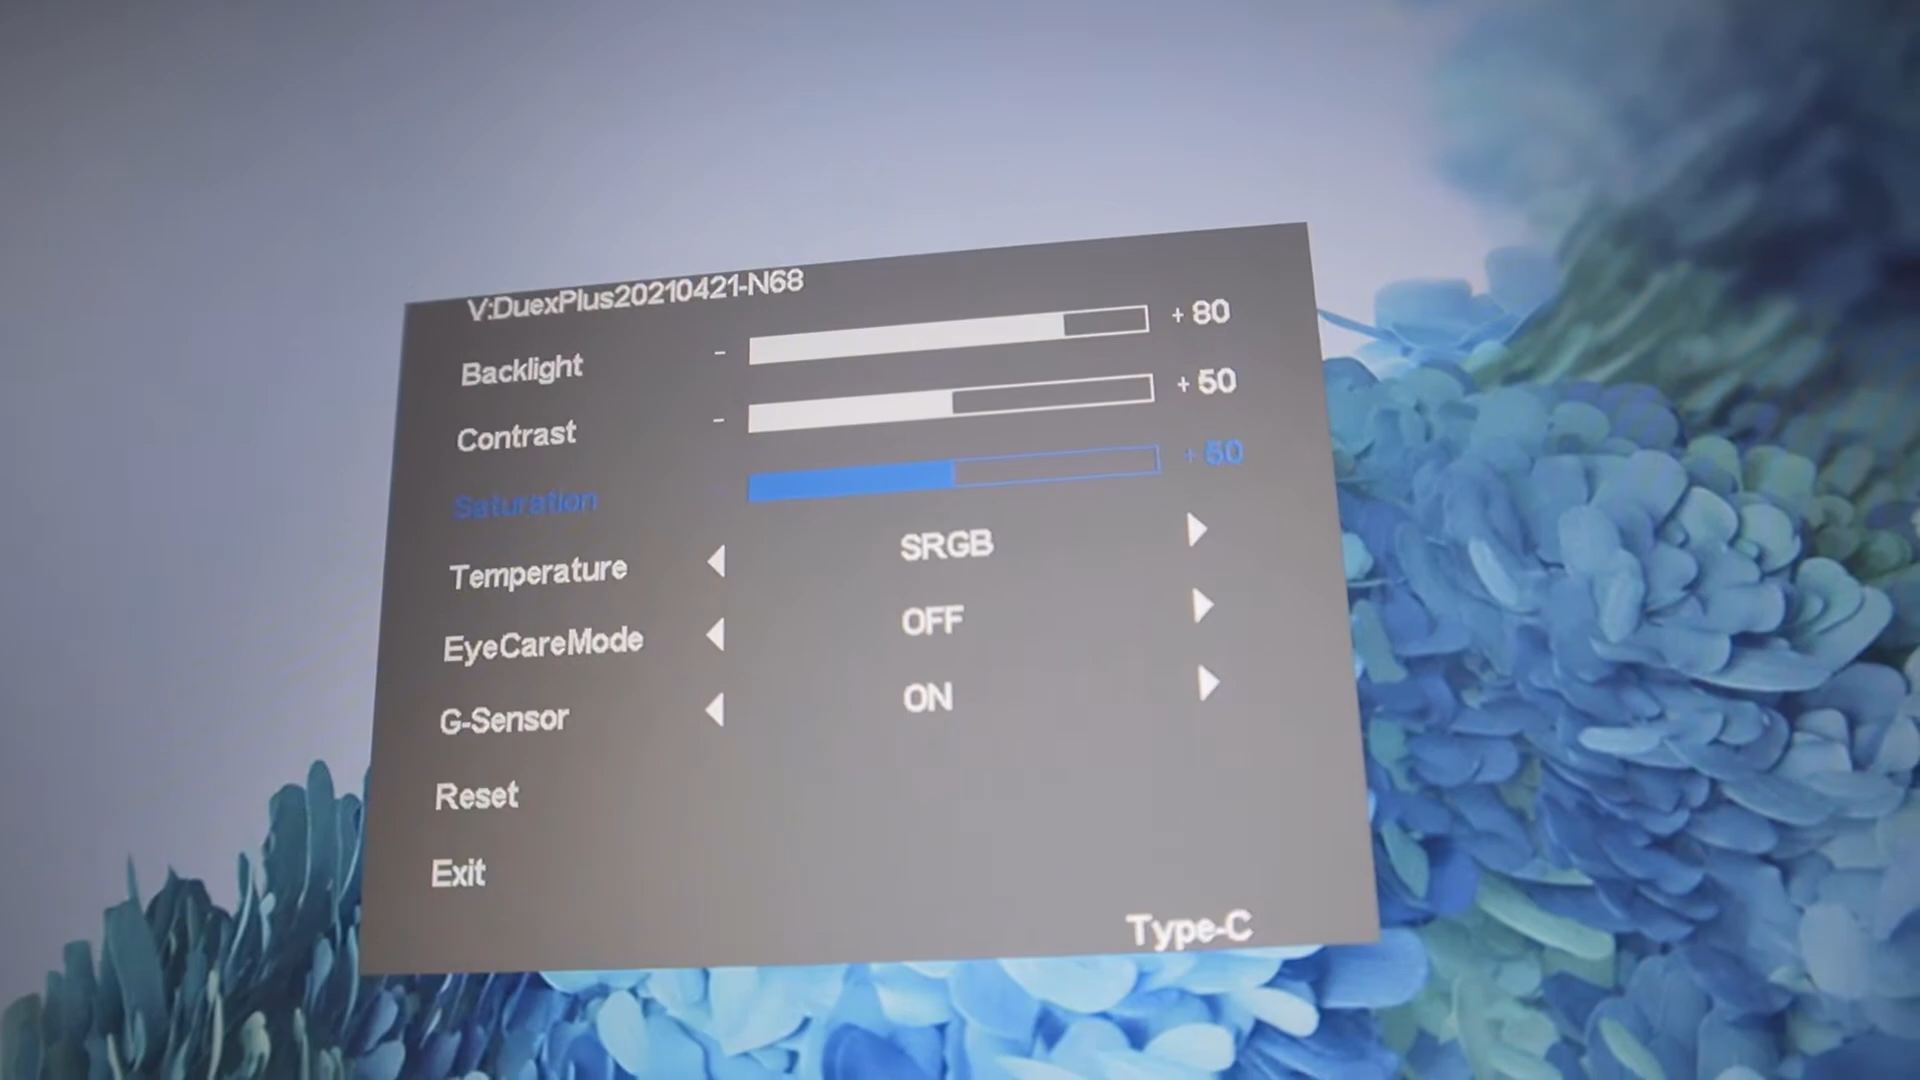 V:DuexPlus20210421-N68
Backlight - + 80
Contrast - + 50
Saturation - + 50
Temperature SRGB
EyeCareMode OFF
G-Sensor ON
Reset
Exit
Type-C